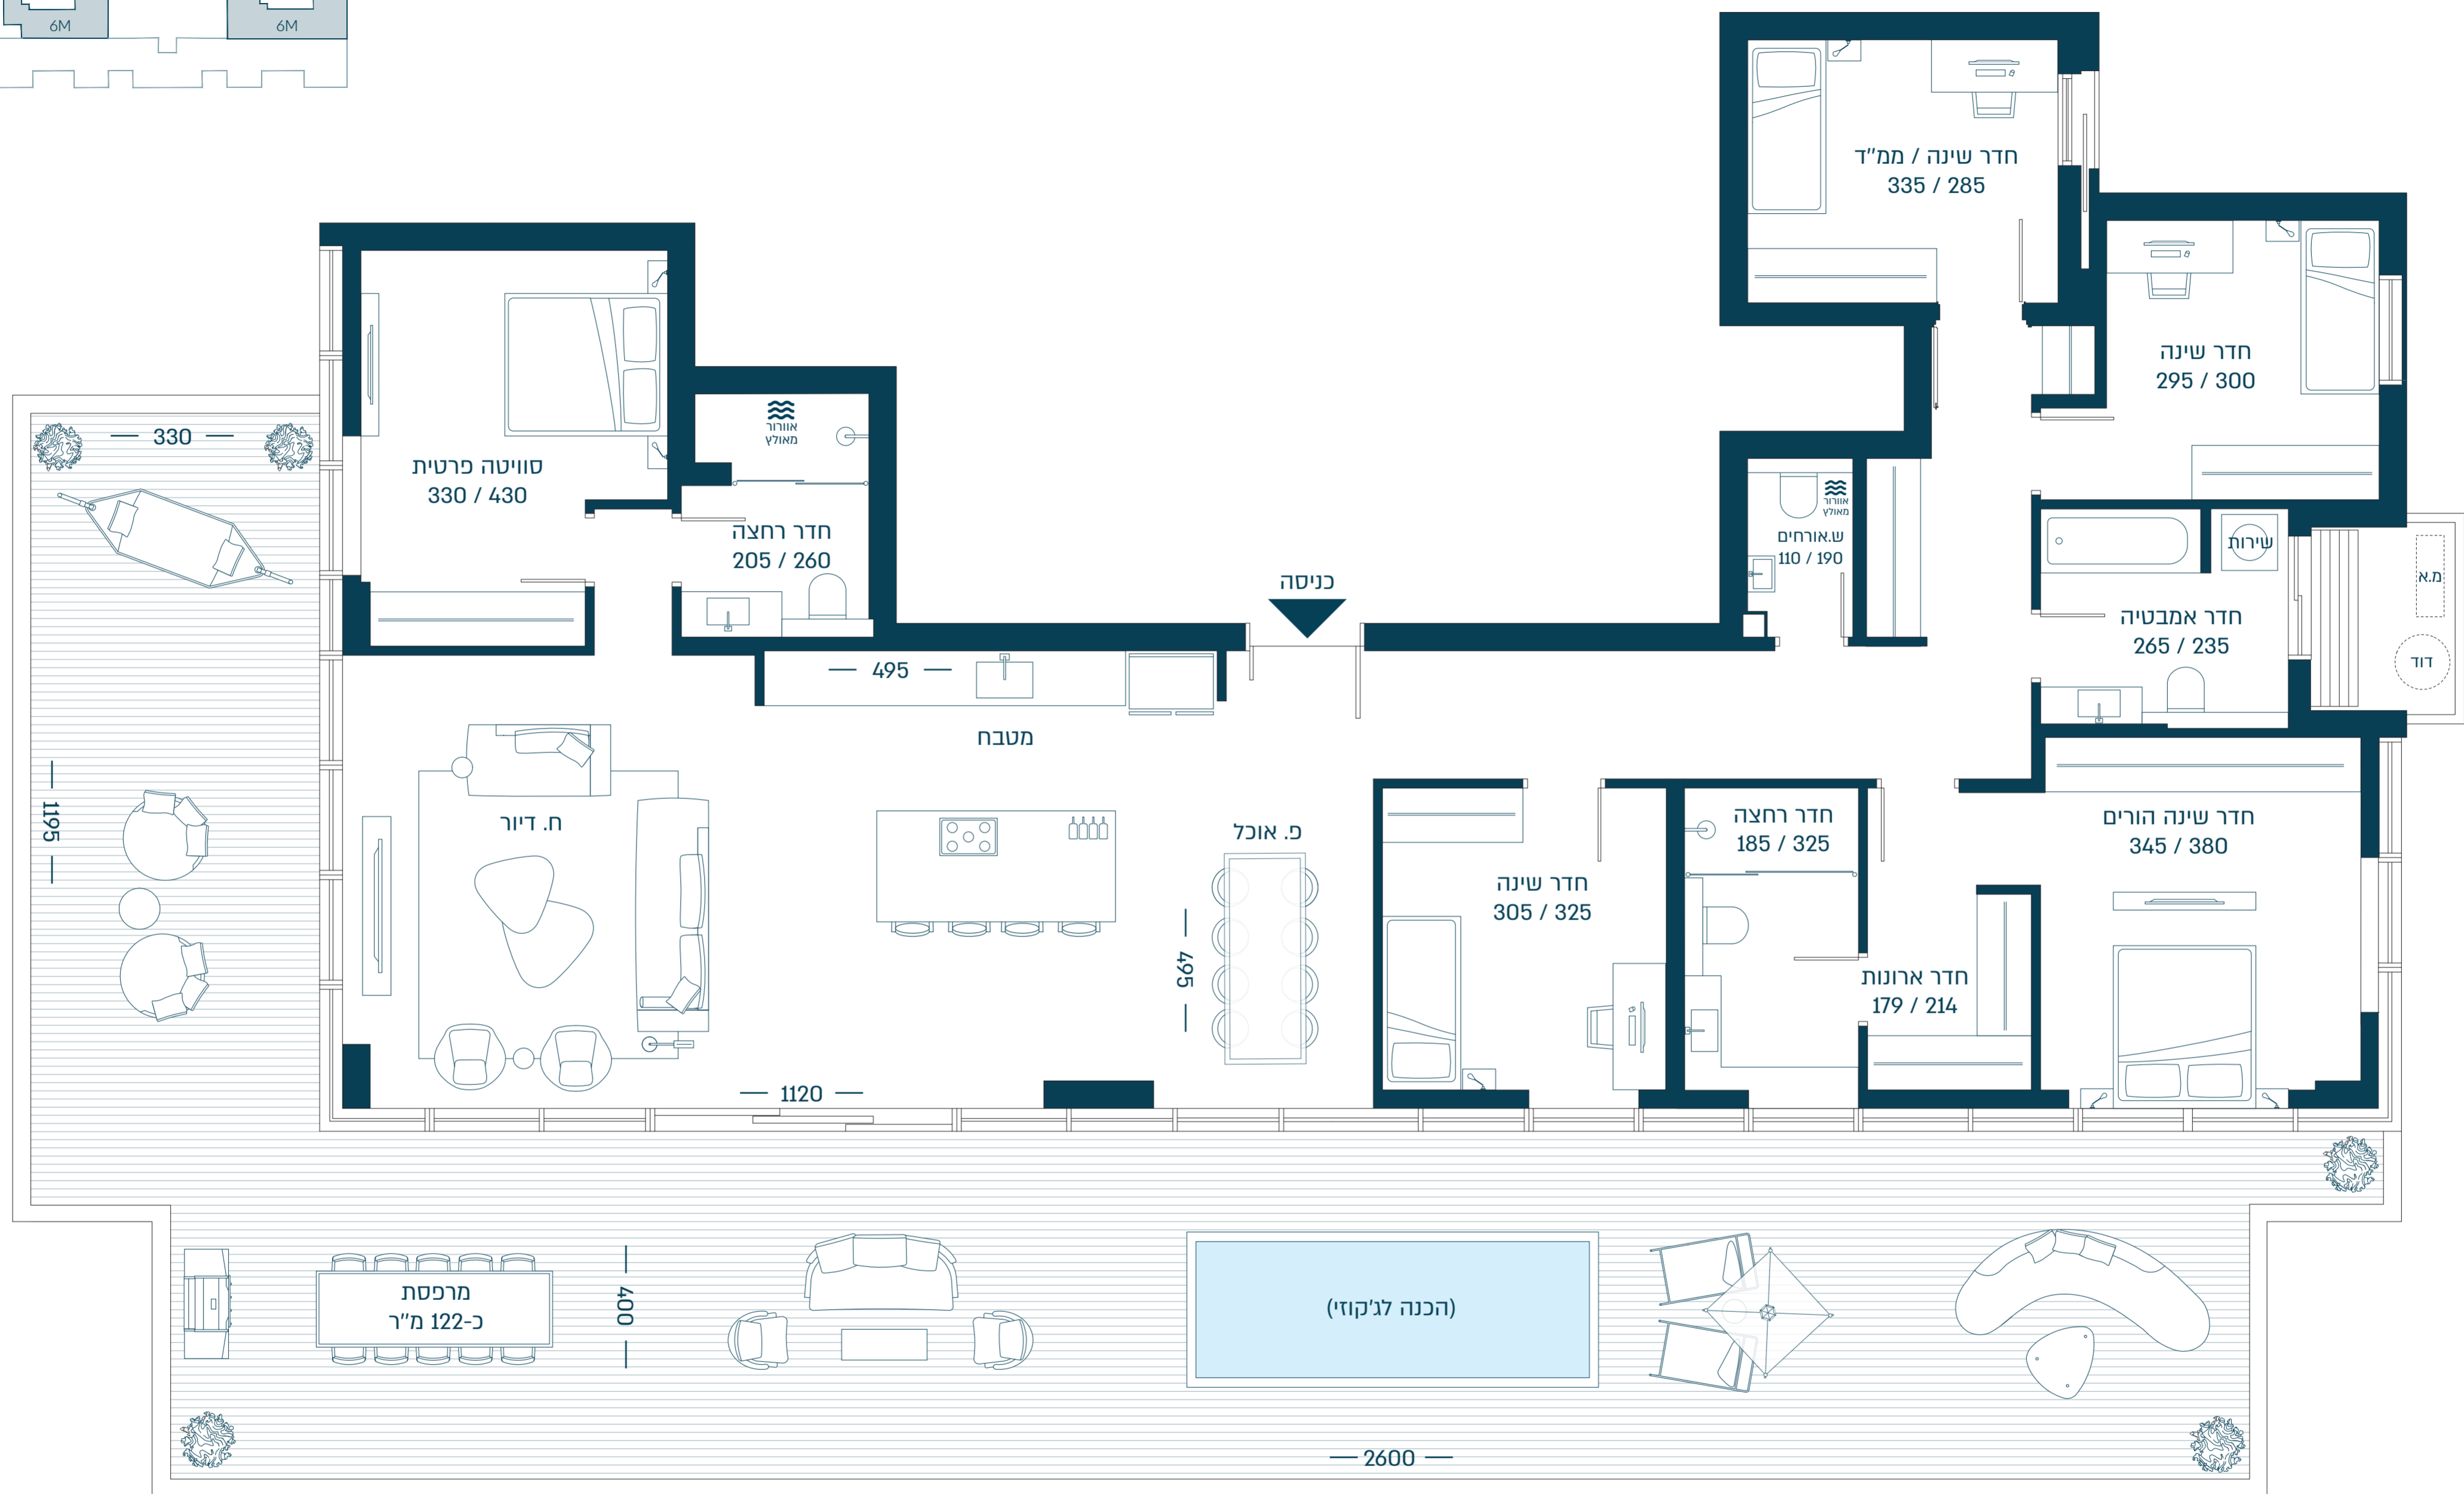 6M
6M
חדר שינה / ממ"ד
335 / 285
חדר שינה
295 / 300
330
סוויטה פרטית
330 / 430
אוורור
מאולץ
חדר רחצה
205 / 260
כניסה
אוורור
מאולץ
ש.אורחים
110 / 190
שירות
מ.א
חדר אמבטיה
265 / 235
דוד
495
מטבח
1195
ח. דיור
פ. אוכל
495
חדר שינה
305 / 325
חדר רחצה
185 / 325
חדר ארונות
179 / 214
חדר שינה הורים
345 / 380
1120
מרפסת
כ-122 מ"ר
400
(הכנה לג'קוזי)
2600